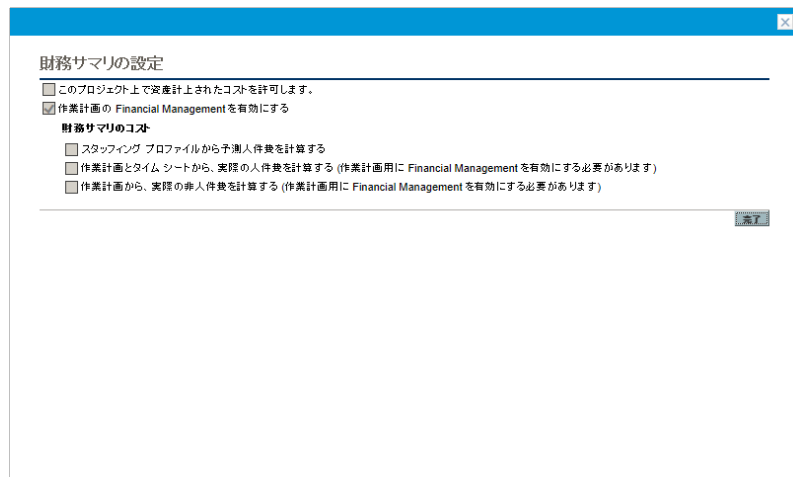 財務サマリの設定
このプロジェクト上で資産計上されたコストを許可します。
作業計画の Financial Management を有効にする
財務サマリのコスト
スタッフィング プロファイルから予測人件費を計算する
作業計画とタイム シートから、実際の人件費を計算する (作業計画用に Financial Management を有効にする必要があります)
作業計画から、実際の非人件費を計算する (作業計画用に Financial Management を有効にする必要があります)
完了